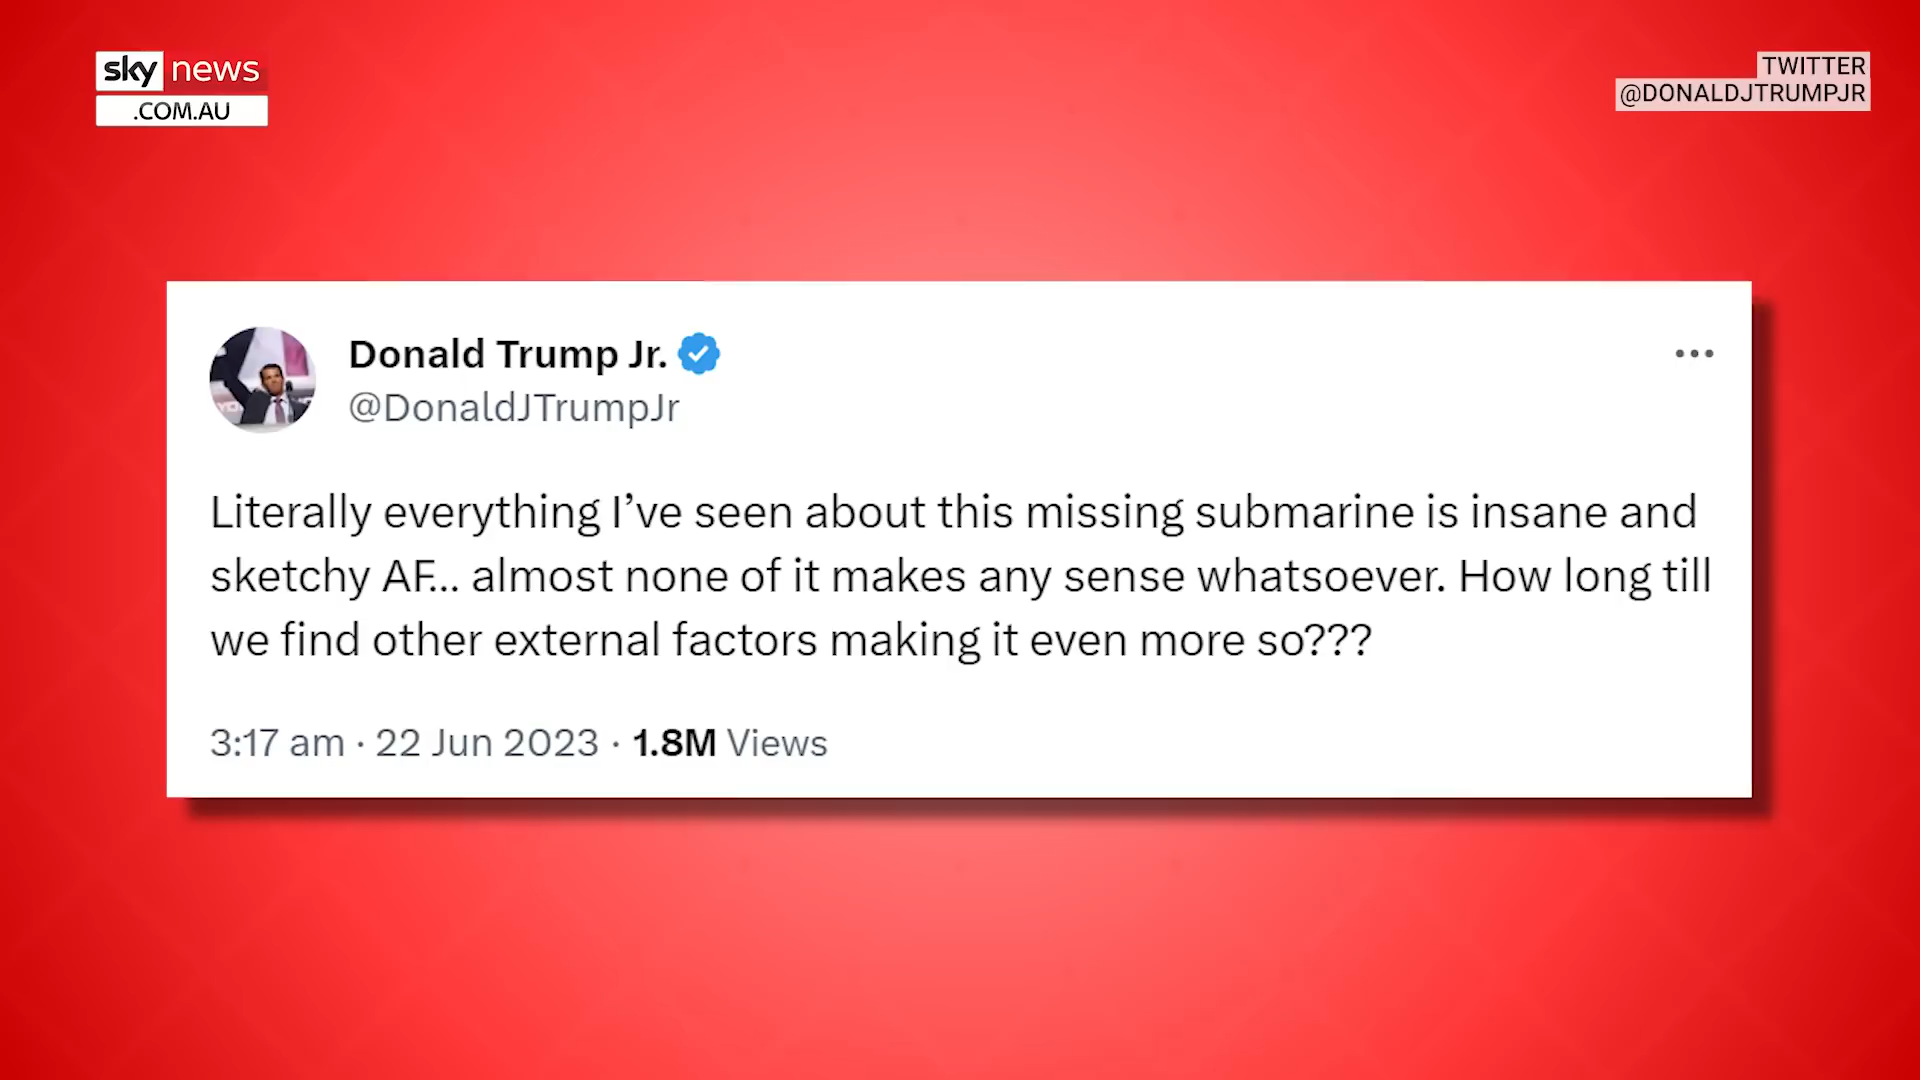 sky news
.COM.AU
TWITTER
@DONALDJTRUMPJR
Donald Trump Jr.
@DonaldJTrumpJr
Literally everything I’ve seen about this missing submarine is insane and
sketchy AF... almost none of it makes any sense whatsoever. How long till
we find other external factors making it even more so???
3:17 am · 22 Jun 2023 · 1.8M Views